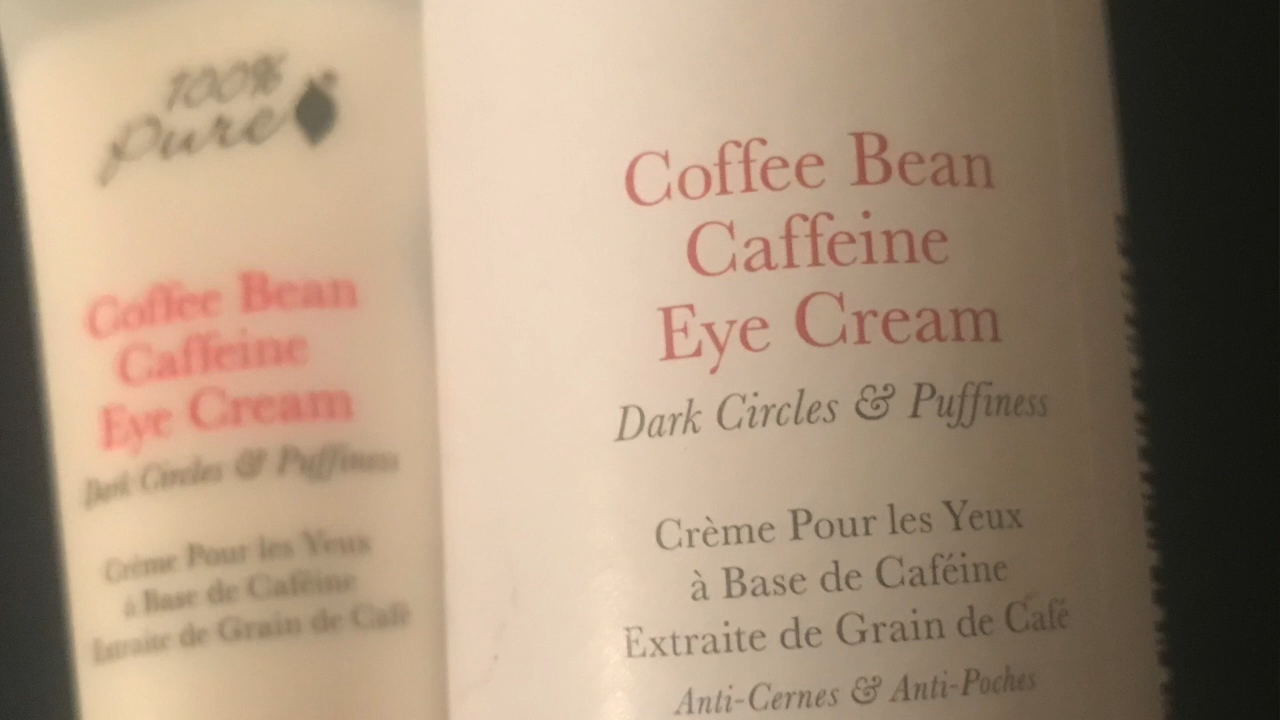 100%
Pure
Coffee Bean
Caffeine
Eye Cream
Dark Circles & Puffiness
Crème Pour les Yeux
à Base de Caféine
Extraite de Grain de Café
Coffee Bean
Caffeine
Eye Cream
Dark Circles & Puffiness
Crème Pour les Yeux
à Base de Caféine
Extraite de Grain de Café
Anti-Cernes & Anti-Poches